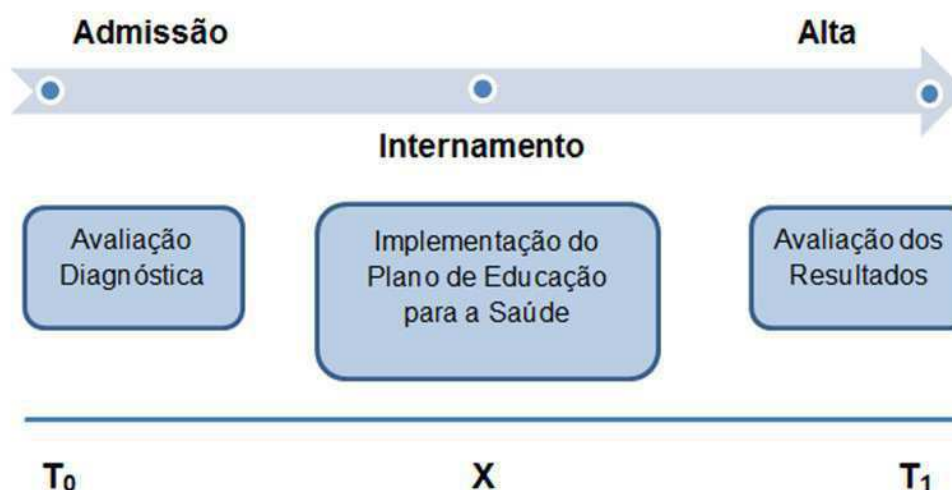 Admissão
Alta
Internamento
Avaliação
Diagnóstica
Implementação do
Plano de Educação
para a Saúde
Avaliação dos
Resultados
T₀
X
T₁